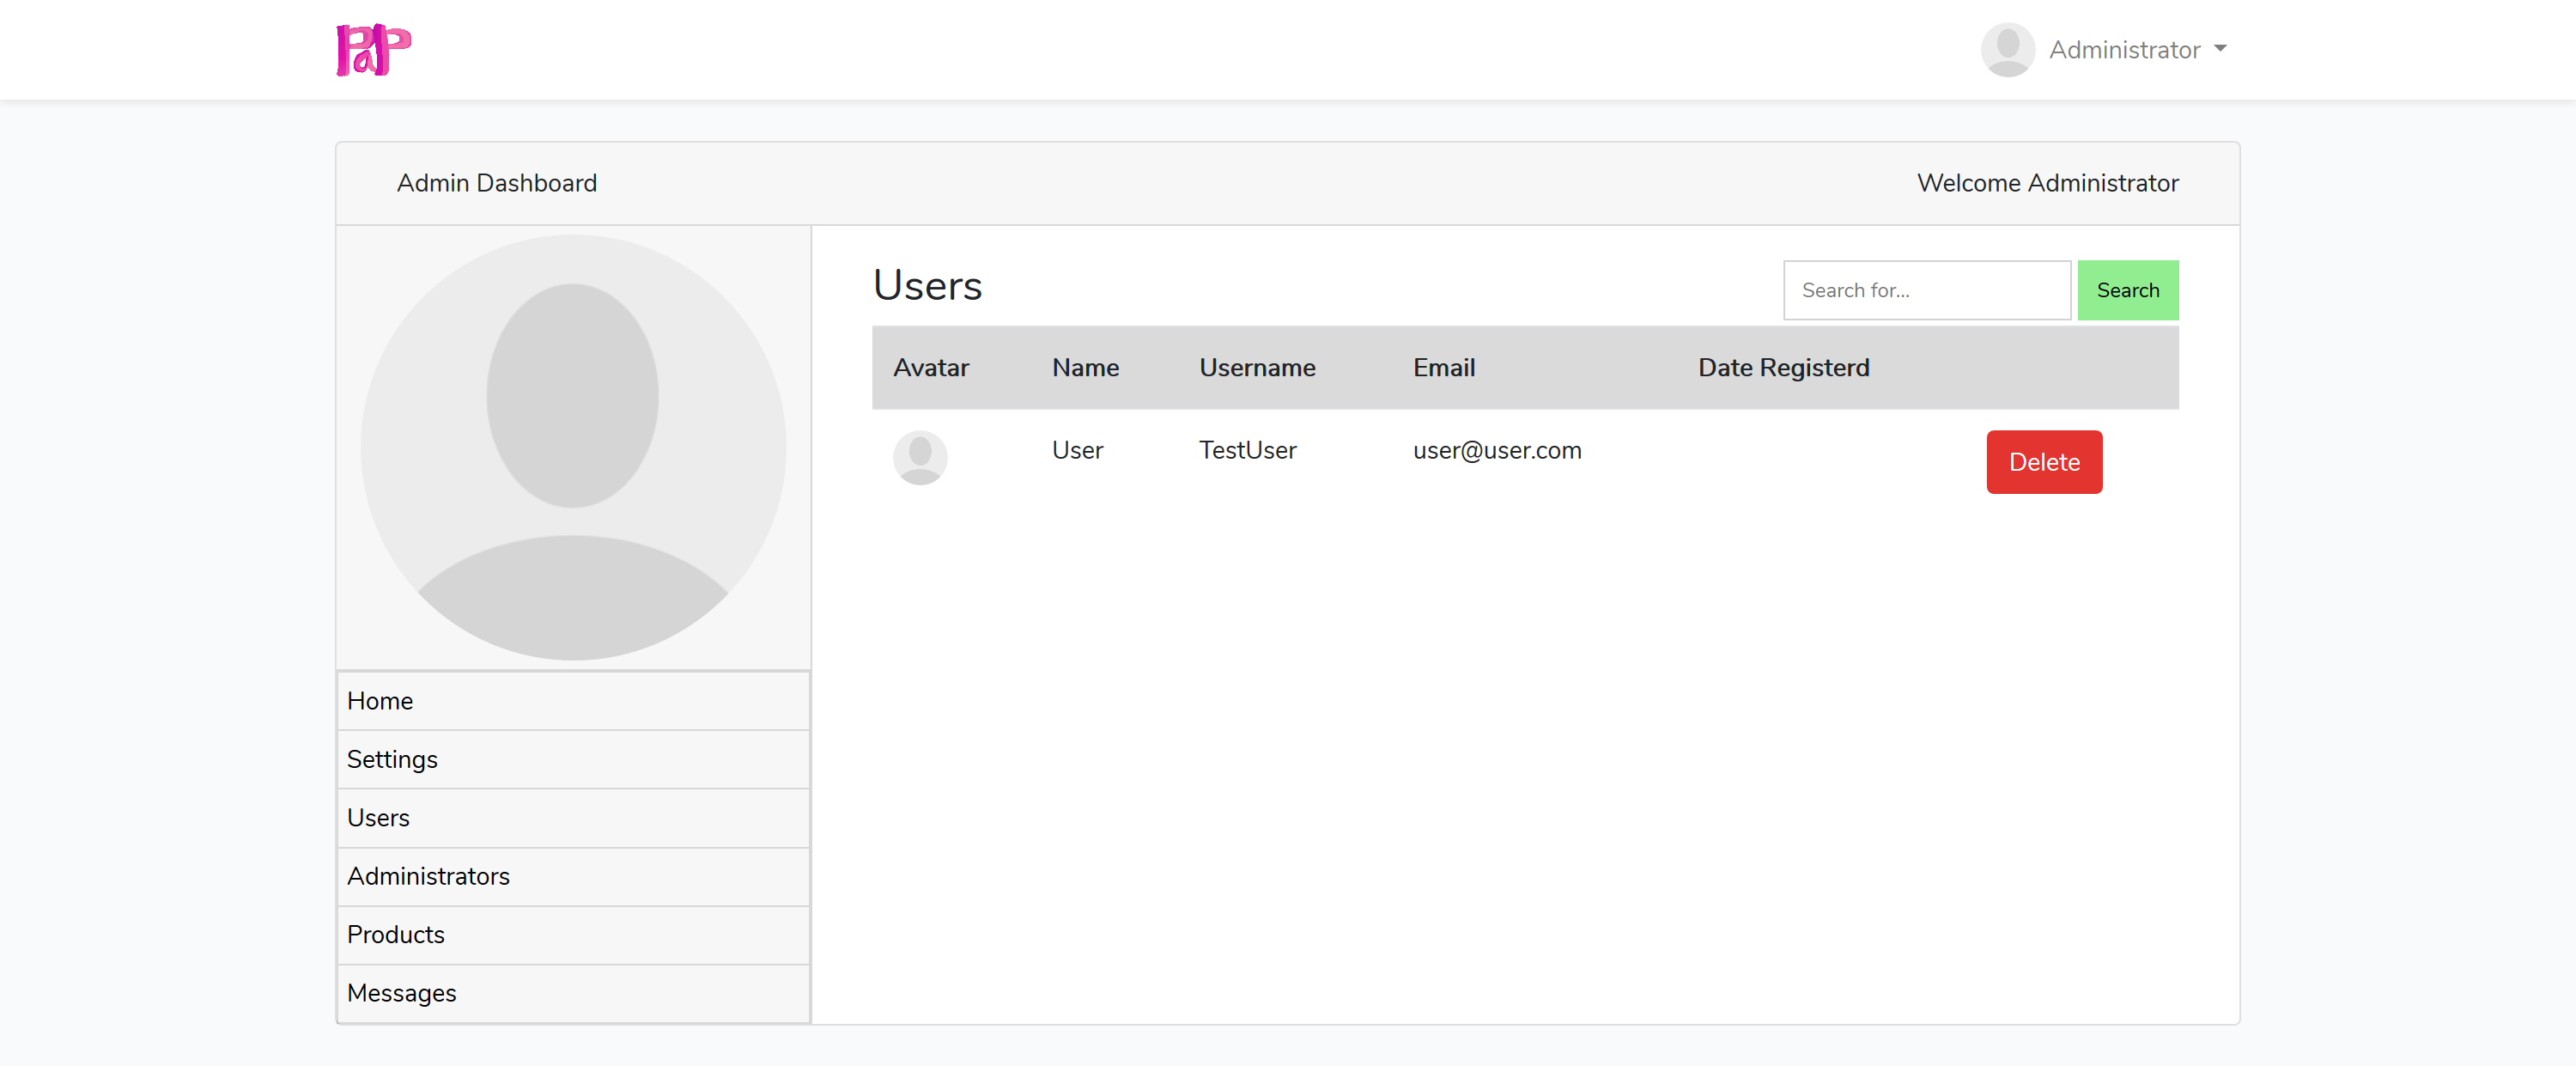 PaP
Administrator
Admin Dashboard
Welcome Administrator
Users
Search for...
Search
Avatar Name Username Email Date Registerd
User TestUser user@user.com Delete
Home
Settings
Users
Administrators
Products
Messages